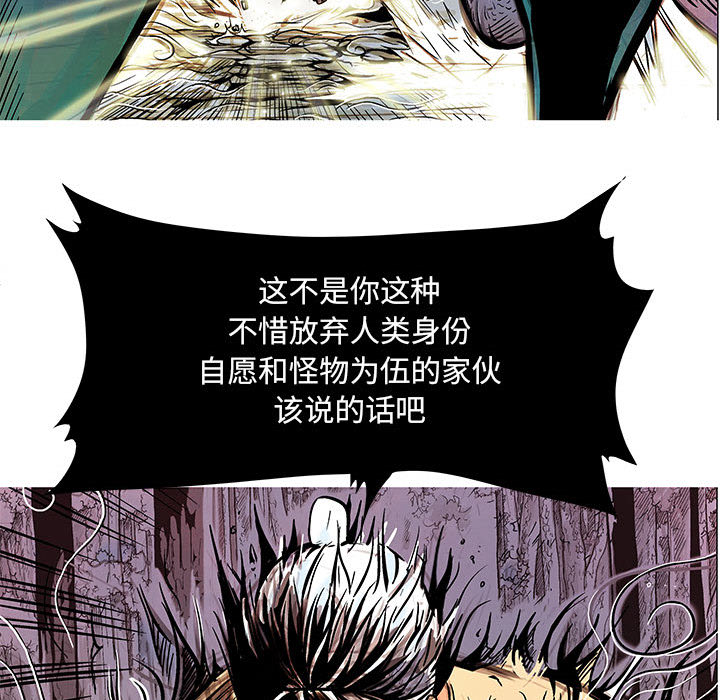 这不是你这种
不惜放弃人类身份
自愿和怪物为伍的家伙
该说的话吧